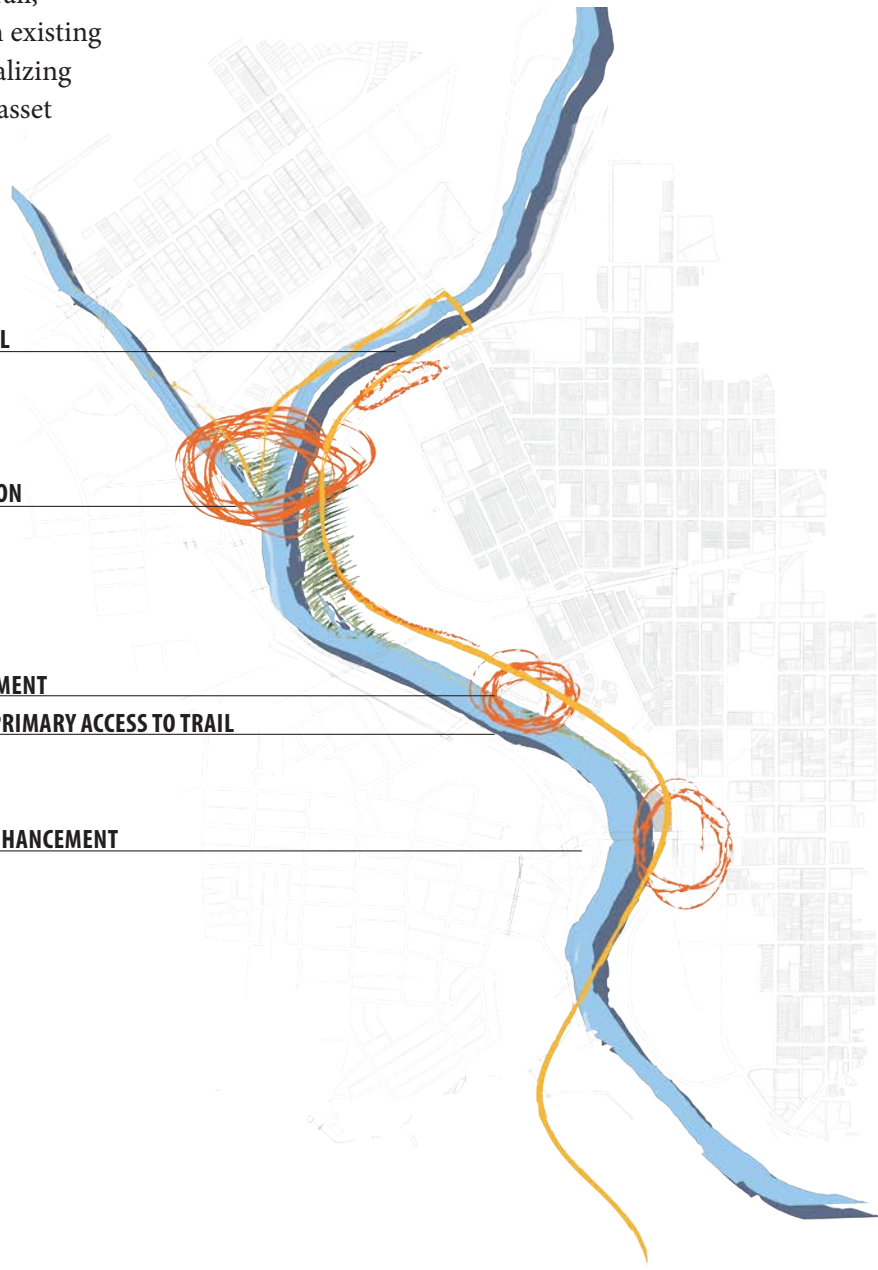 existing
alizing
asset
L
ON
MENT
PRIMARY ACCESS TO TRAIL
HANCEMENT